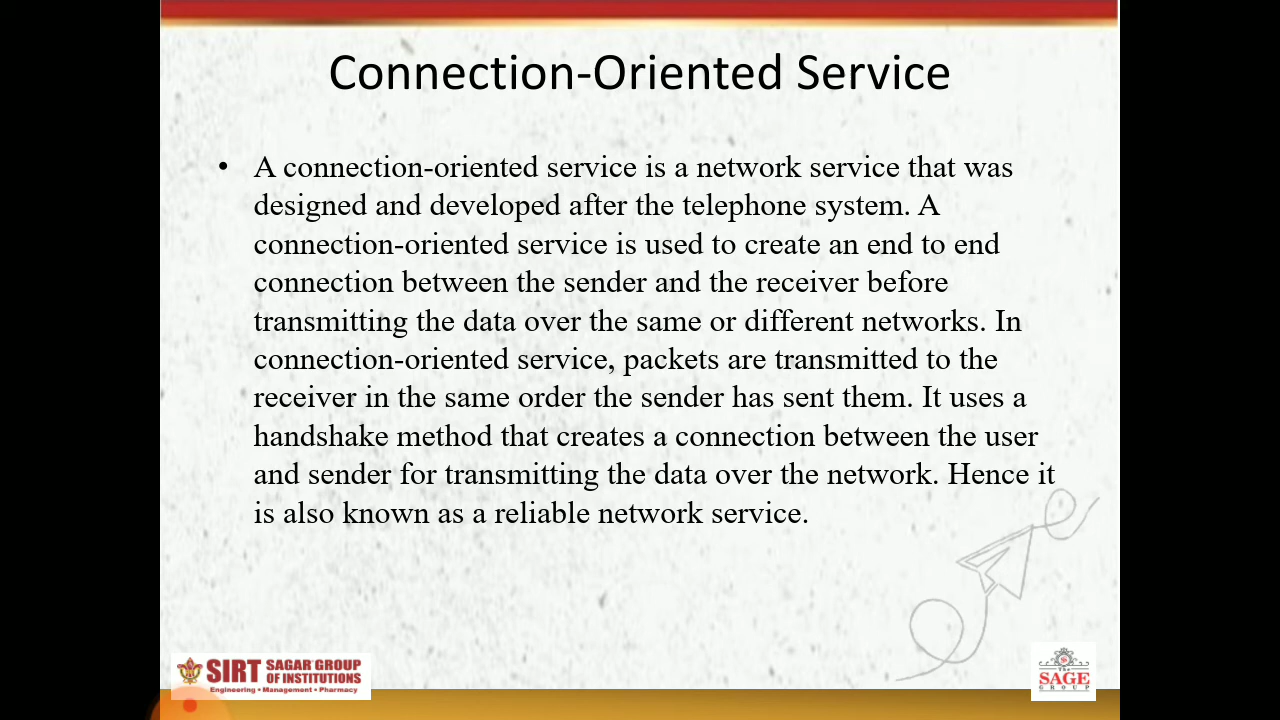 Connection-Oriented Service
• A connection-oriented service is a network service that was
designed and developed after the telephone system. A
connection-oriented service is used to create an end to end
connection between the sender and the receiver before
transmitting the data over the same or different networks. In
connection-oriented service, packets are transmitted to the
receiver in the same order the sender has sent them. It uses a
handshake method that creates a connection between the user
and sender for transmitting the data over the network. Hence it
is also known as a reliable network service.
SIRT SAGAR GROUP
OF INSTITUTIONS
Engineering • Management • Pharmacy
The
SAGE
GROUP